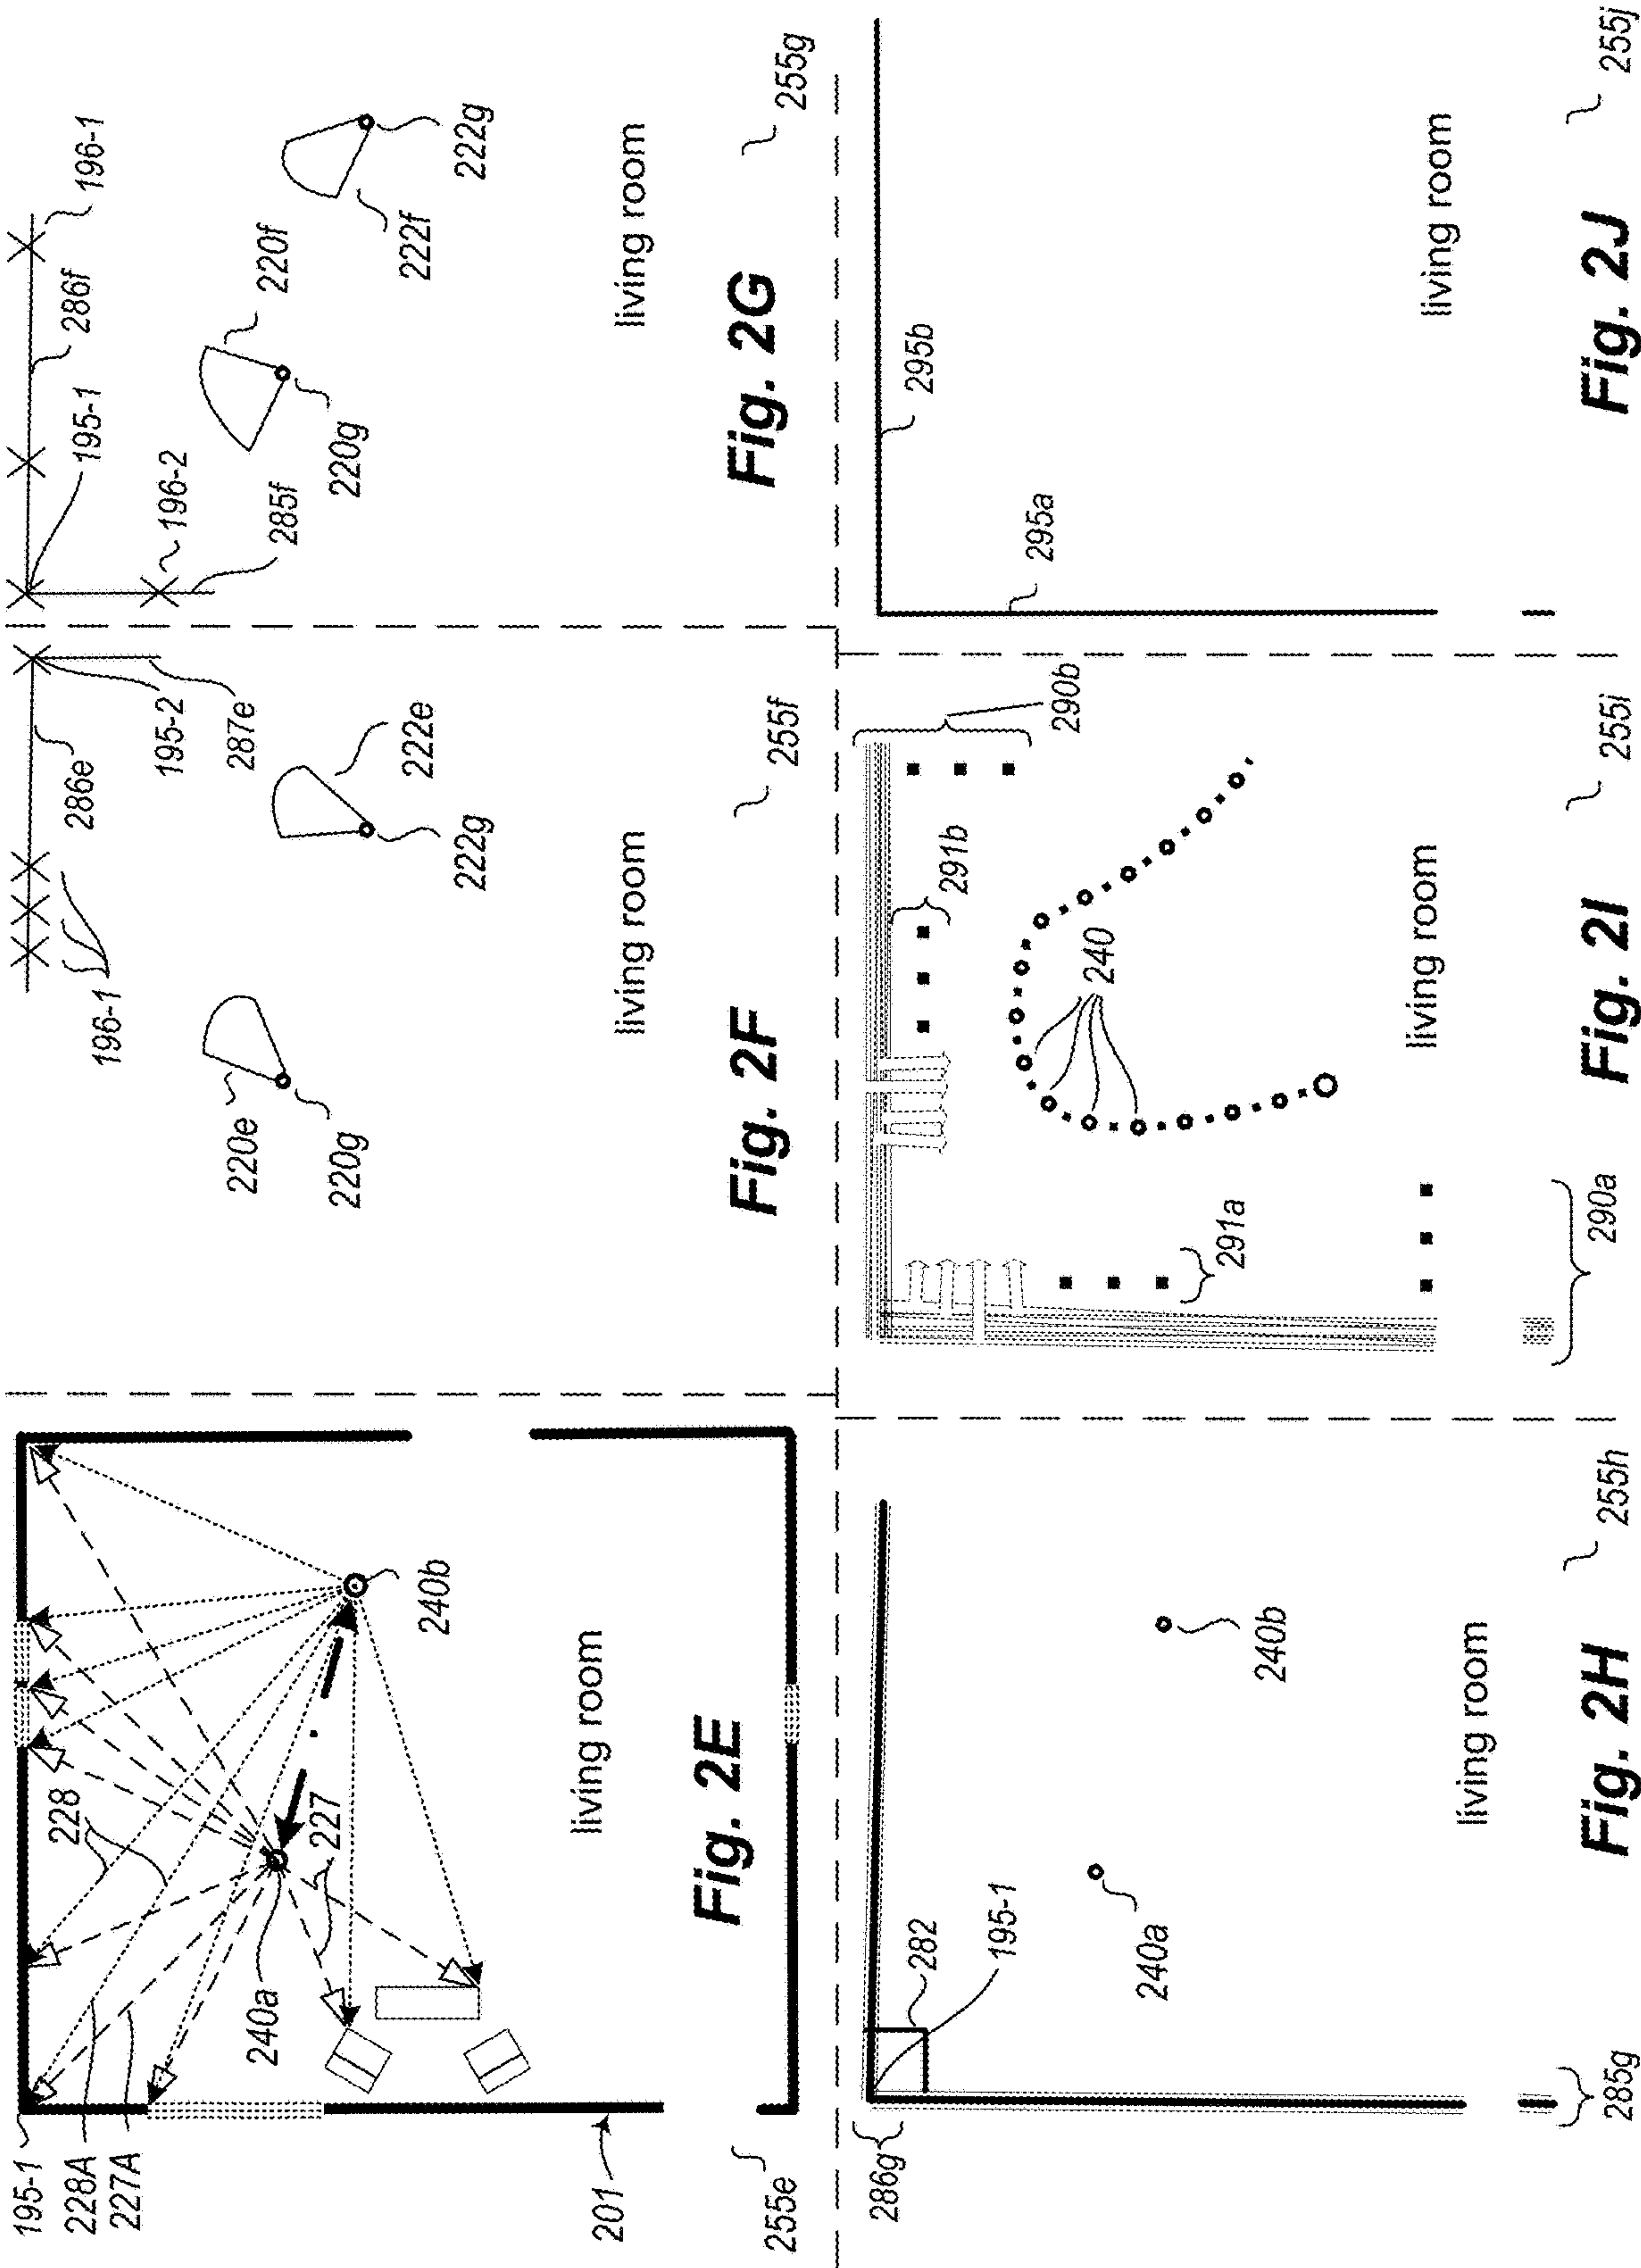 195-1
228A
227A
201
255e
228
227
240a
240b
living room
Fig. 2E
286e
196-1
195-2
287e
220e
220g
222e
222g
living room
255f
Fig. 2F
195-1
286f
196-1
196-2
285f
220f
220g
222f
222g
living room
255g
Fig. 2G
286g
282
195-1
240a
240b
285g
living room
255h
Fig. 2H
290b
291b
291a
240
290a
living room
255i
Fig. 2I
295b
295a
living room
255j
Fig. 2J